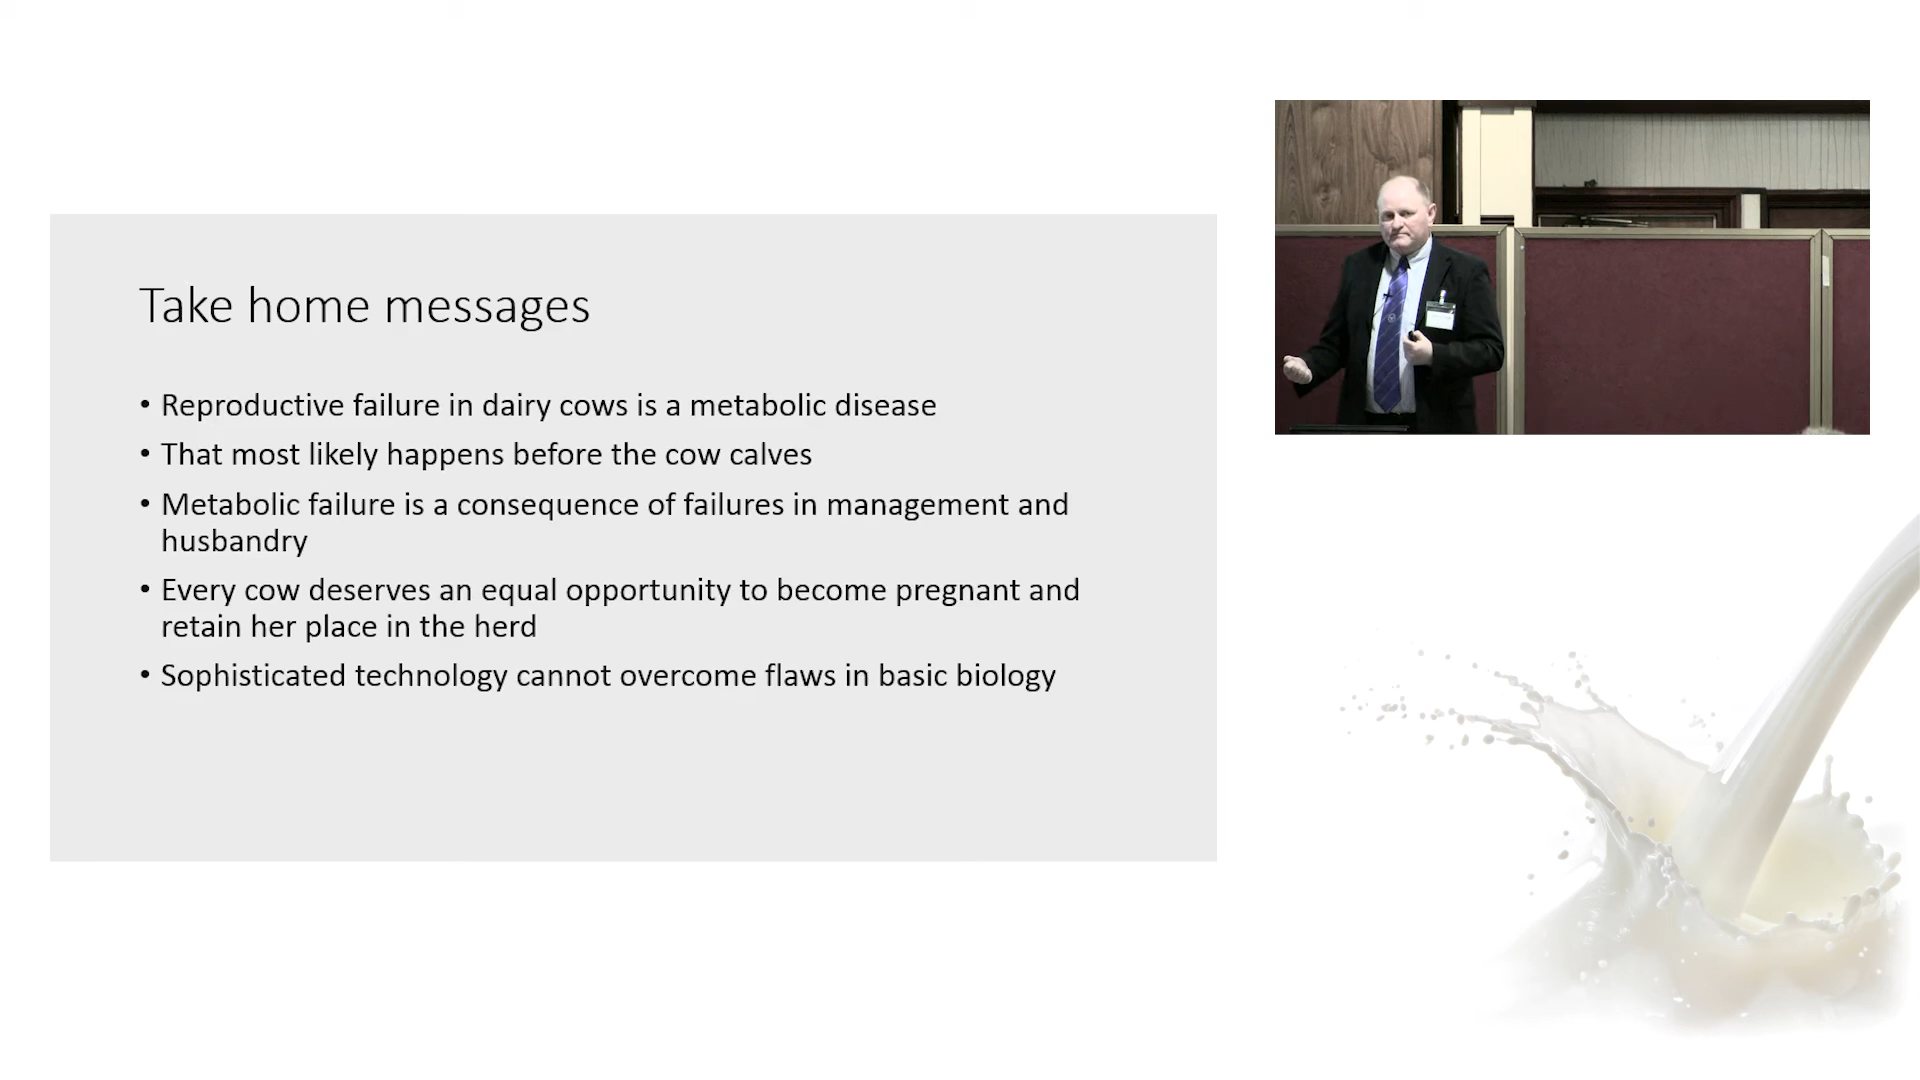 Take home messages
• Reproductive failure in dairy cows is a metabolic disease
• That most likely happens before the cow calves
• Metabolic failure is a consequence of failures in management and
husbandry
• Every cow deserves an equal opportunity to become pregnant and
retain her place in the herd
• Sophisticated technology cannot overcome flaws in basic biology